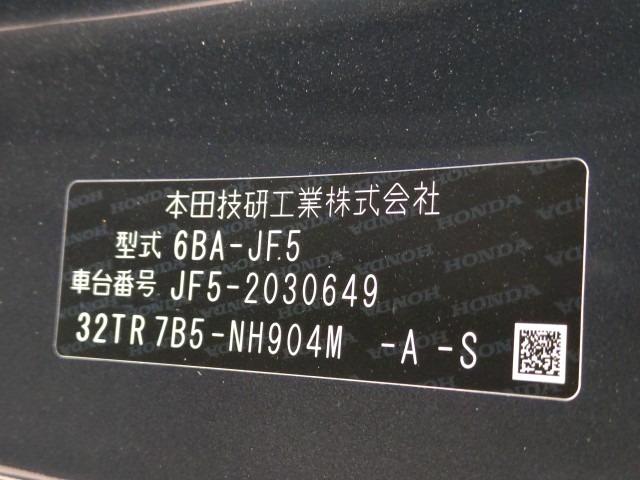 本田技研工業株式会社
型式 6BA-JF5
車台番号 JF5-2030649
32TR 7B5-NH904M -A -S